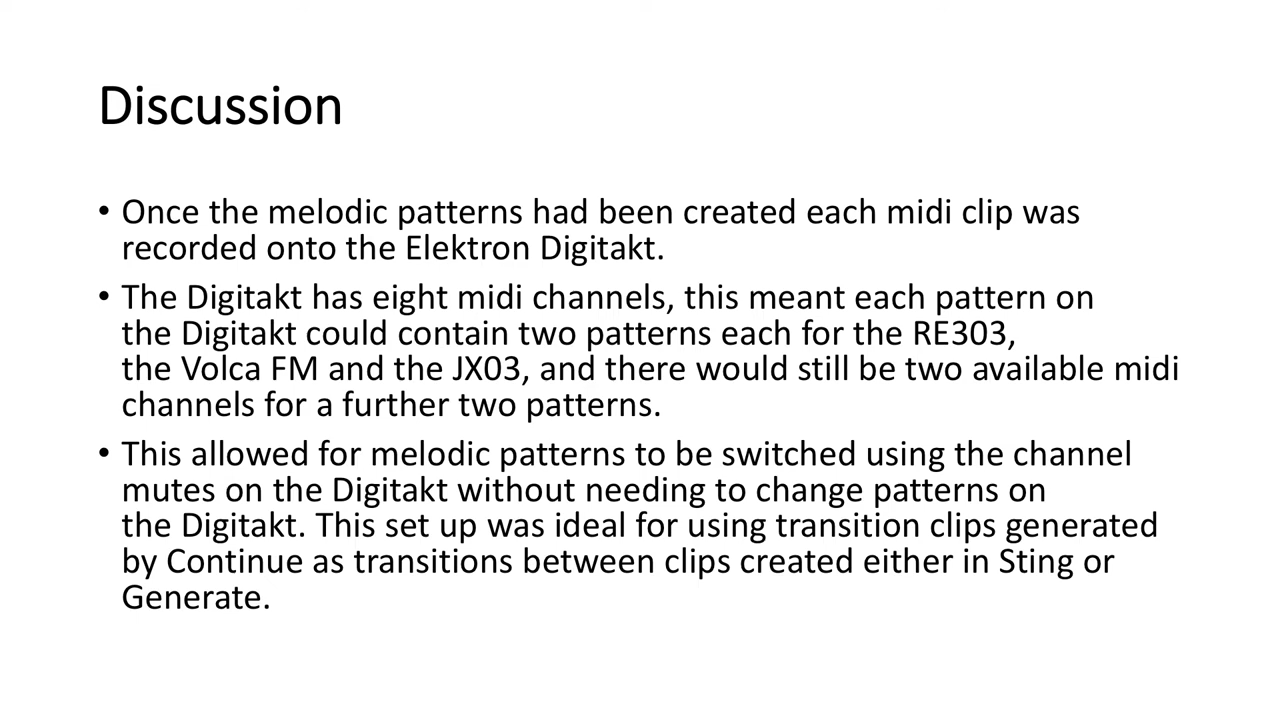 Discussion
• Once the melodic patterns had been created each midi clip was
recorded onto the Elektron Digitakt.
• The Digitakt has eight midi channels, this meant each pattern on
the Digitakt could contain two patterns each for the RE303,
the Volca FM and the JX03, and there would still be two available midi
channels for a further two patterns.
• This allowed for melodic patterns to be switched using the channel
mutes on the Digitakt without needing to change patterns on
the Digitakt. This set up was ideal for using transition clips generated
by Continue as transitions between clips created either in Sting or
Generate.